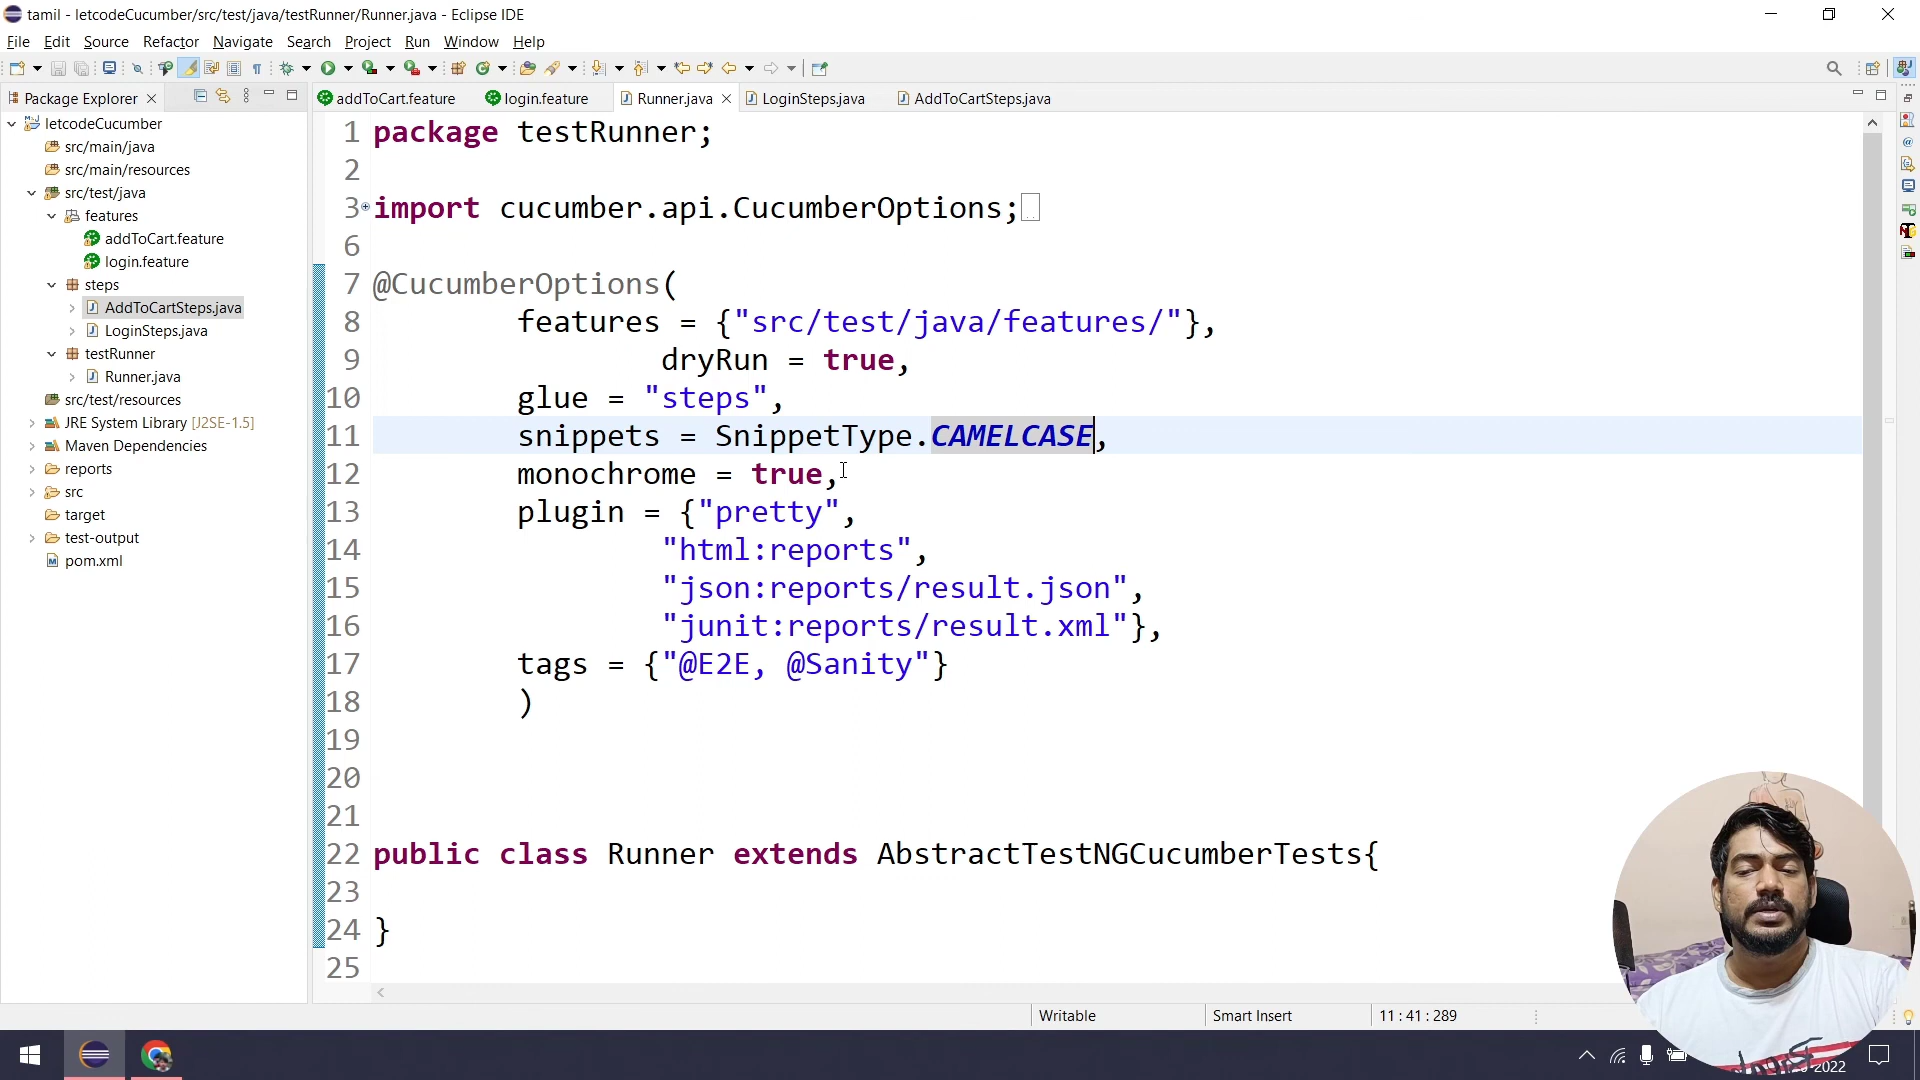 tamil - letcodeCucumber/src/test/java/testRunner/Runner.java - Eclipse IDE
File Edit Source Refactor Navigate Search Project Run Window Help
Package Explorer
addToCart.feature login.feature Runner.java LoginSteps.java AddToCartSteps.java
letcodeCucumber
src/main/java
src/main/resources
src/test/java
features
addToCart.feature
login.feature
steps
AddToCartSteps.java
LoginSteps.java
testRunner
Runner.java
src/test/resources
JRE System Library [J2SE-1.5]
Maven Dependencies
reports
src
target
test-output
pom.xml
1 package testRunner;
2
3 import cucumber.api.CucumberOptions;
6
7 @CucumberOptions(
8 features = {"src/test/java/features/"},
9 dryRun = true,
10 glue = "steps",
11 snippets = SnippetType.CAMELCASE,
12 monochrome = true,
13 plugin = {"pretty",
14 "html:reports",
15 "json:reports/result.json",
16 "junit:reports/result.xml"},
17 tags = {"@E2E, @Sanity"}
18 )
19
20
21
22 public class Runner extends AbstractTestNGCucumberTests{
23
24 }
25
Writable Smart Insert 11 : 41 : 289
2022